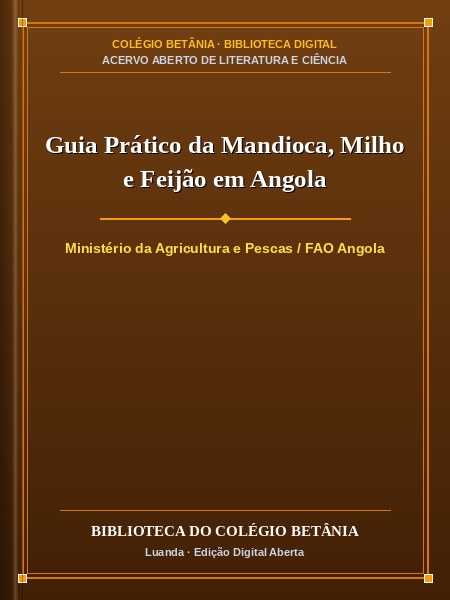 COLÉGIO BETÂNIA · BIBLIOTECA DIGITAL
ACERVO ABERTO DE LITERATURA E CIÊNCIA
Guia Prático da Mandioca, Milho
e Feijão em Angola
Ministério da Agricultura e Pescas / FAO Angola
BIBLIOTECA DO COLÉGIO BETÂNIA
Luanda · Edição Digital Aberta